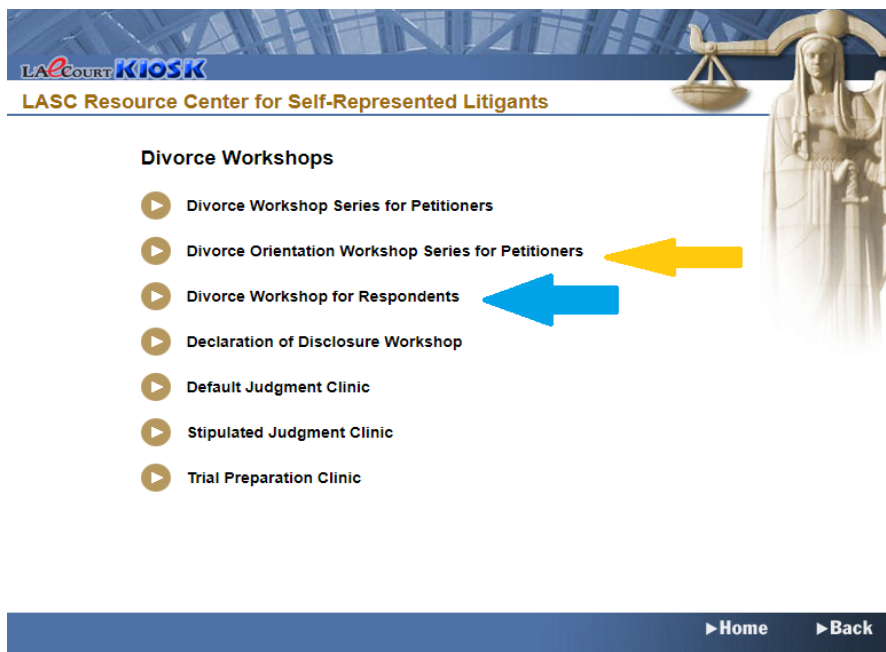 LAeCOURT KIOSK
LASC Resource Center for Self-Represented Litigants
Divorce Workshops
Divorce Workshop Series for Petitioners
Divorce Orientation Workshop Series for Petitioners
Divorce Workshop for Respondents
Declaration of Disclosure Workshop
Default Judgment Clinic
Stipulated Judgment Clinic
Trial Preparation Clinic
Home Back